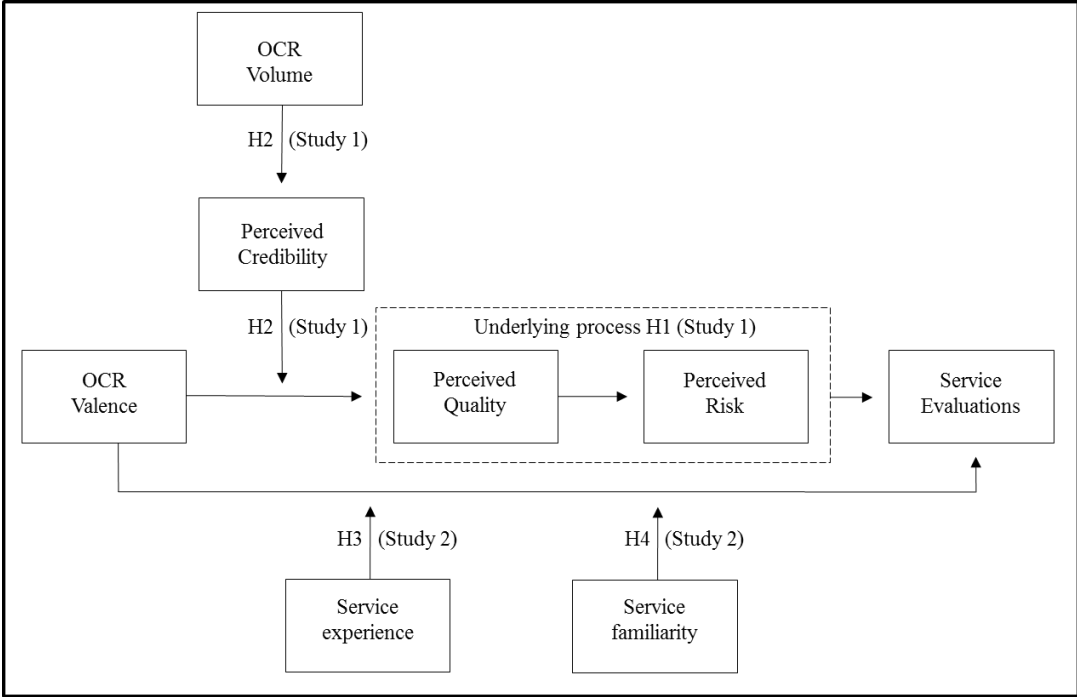 OCR
Volume
H2 (Study 1)
Perceived
Credibility
H2 (Study 1)
Underlying process H1 (Study 1)
OCR
Valence
Perceived
Quality
Perceived
Risk
Service
Evaluations
H3 (Study 2)
H4 (Study 2)
Service
experience
Service
familiarity